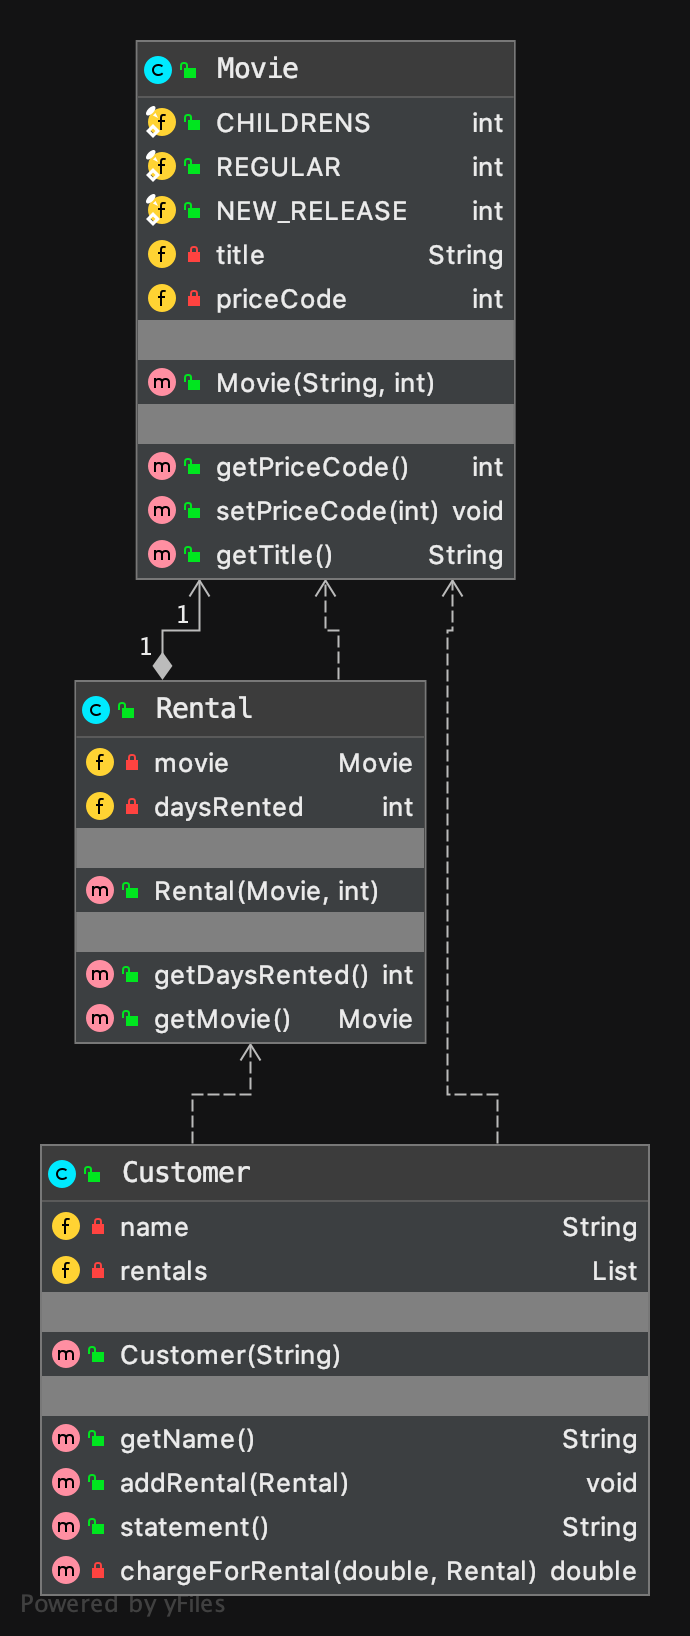 Movie
CHILDRENS int
REGULAR int
NEW_RELEASE int
title String
priceCode int
Movie(String, int)
getPriceCode() int
setPriceCode(int) void
getTitle() String
1
1
Rental
movie Movie
daysRented int
Rental(Movie, int)
getDaysRented() int
getMovie() Movie
Customer
name String
rentals List
Customer(String)
getName() String
addRental(Rental) void
statement() String
chargeForRental(double, Rental) double
Powered by yFiles